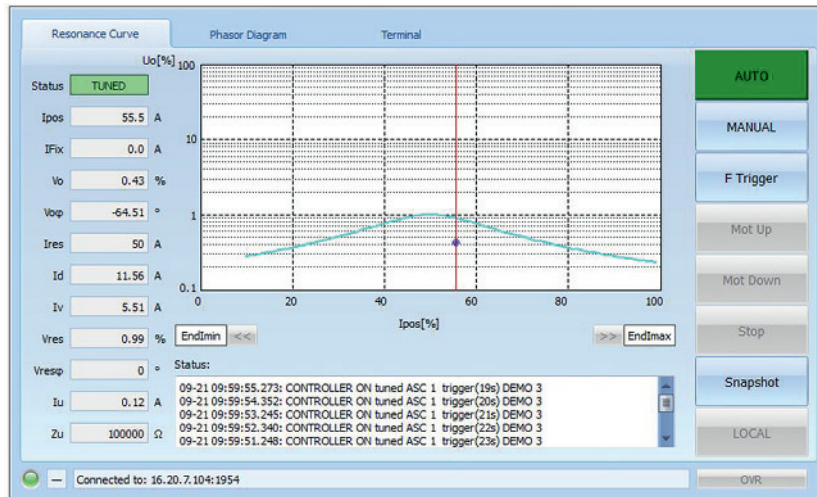 Resonance Curve
Phasor Diagram
Terminal
Status TUNED
Ipos 55.5 A
IFix 0.0 A
Vo 0.43 %
Voφ -64.51 °
Ires 50 A
Id 11.56 A
Iv 5.51 A
Vres 0.99 %
Vresφ 0 °
Iu 0.12 A
Zu 100000 Ω
Uo[%]
100
10
1
0.1
0 20 40 60 80 100
Ipos[%]
EndImin <<
>> EndImax
Status:
09-21 09:59:55.273: CONTROLLER ON tuned ASC 1 trigger(19s) DEMO 3
09-21 09:59:54.352: CONTROLLER ON tuned ASC 1 trigger(20s) DEMO 3
09-21 09:59:53.245: CONTROLLER ON tuned ASC 1 trigger(21s) DEMO 3
09-21 09:59:52.340: CONTROLLER ON tuned ASC 1 trigger(22s) DEMO 3
09-21 09:59:51.248: CONTROLLER ON tuned ASC 1 trigger(23s) DEMO 3
AUTO
MANUAL
F Trigger
Mot Up
Mot Down
Stop
Snapshot
LOCAL
Connected to: 16.20.7.104:1954
OVR